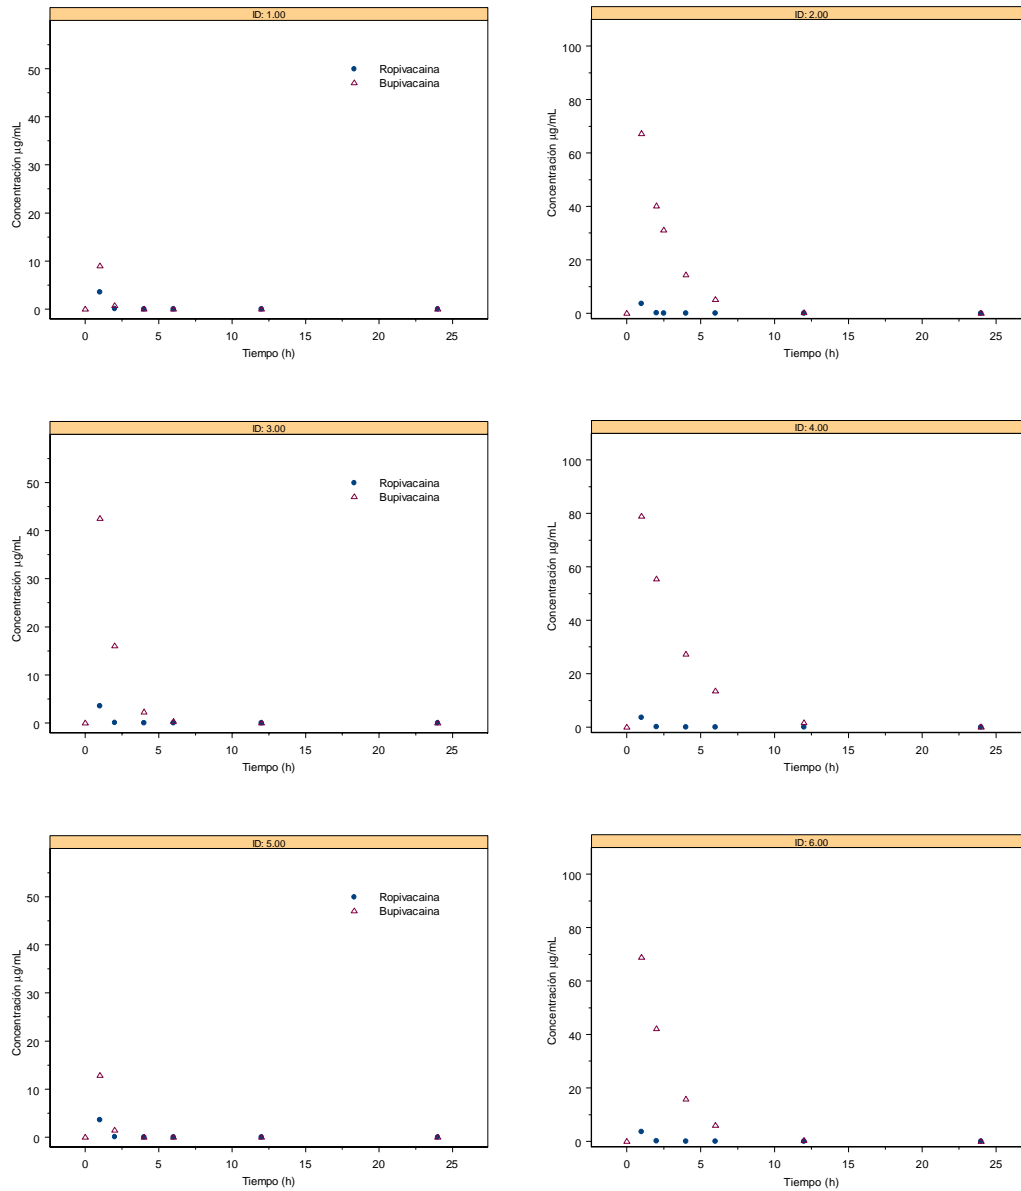 ID: 1.00
50
40
30
20
10
0
Concentración µg/mL
Ropivacaina
Bupivacaina
0 5 10 15 20 25
Tiempo (h)
ID: 2.00
100
80
60
40
20
0
Concentración µg/mL
0 5 10 15 20 25
Tiempo (h)
ID: 3.00
50
40
30
20
10
0
Concentración µg/mL
Ropivacaina
Bupivacaina
0 5 10 15 20 25
Tiempo (h)
ID: 4.00
100
80
60
40
20
0
Concentración µg/mL
0 5 10 15 20 25
Tiempo (h)
ID: 5.00
50
40
30
20
10
0
Concentración µg/mL
Ropivacaina
Bupivacaina
0 5 10 15 20 25
Tiempo (h)
ID: 6.00
100
80
60
40
20
0
Concentración µg/mL
0 5 10 15 20 25
Tiempo (h)